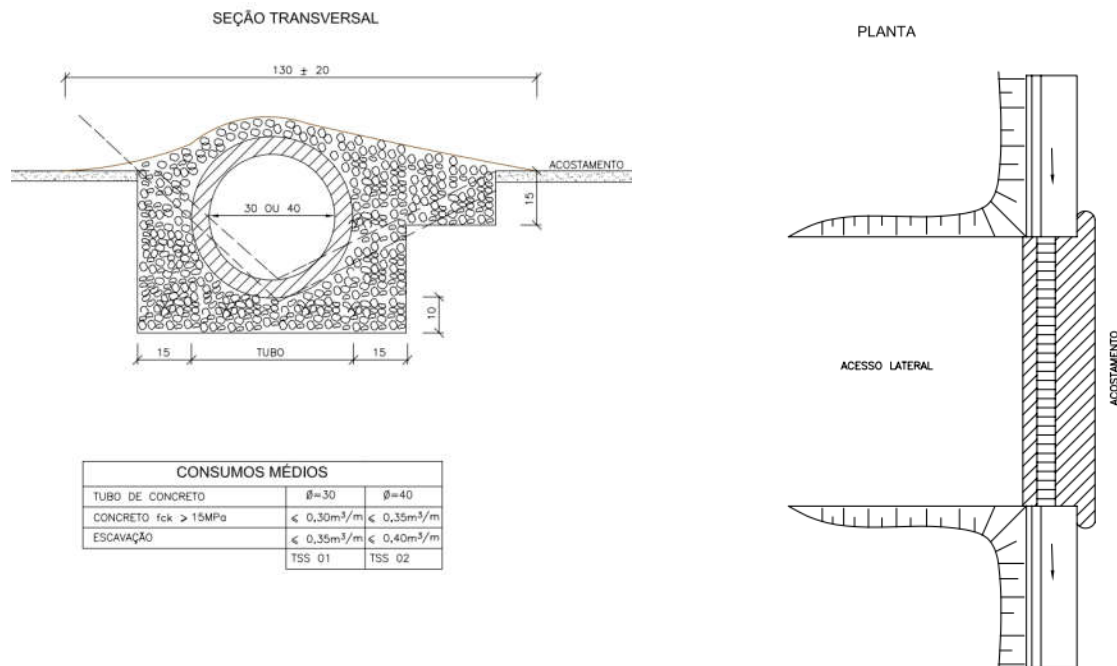 SEÇÃO TRANSVERSAL
130 ± 20
ACOSTAMENTO
30 OU 40
15
10
15 TUBO 15
CONSUMOS MÉDIOS
TUBO DE CONCRETO Ø=30 Ø=40
CONCRETO fck > 15MPa ⩽ 0,30m³/m ⩽ 0,35m³/m
ESCAVAÇÃO ⩽ 0,35m³/m ⩽ 0,40m³/m
TSS 01 TSS 02
PLANTA
ACESSO LATERAL
ACOSTAMENTO